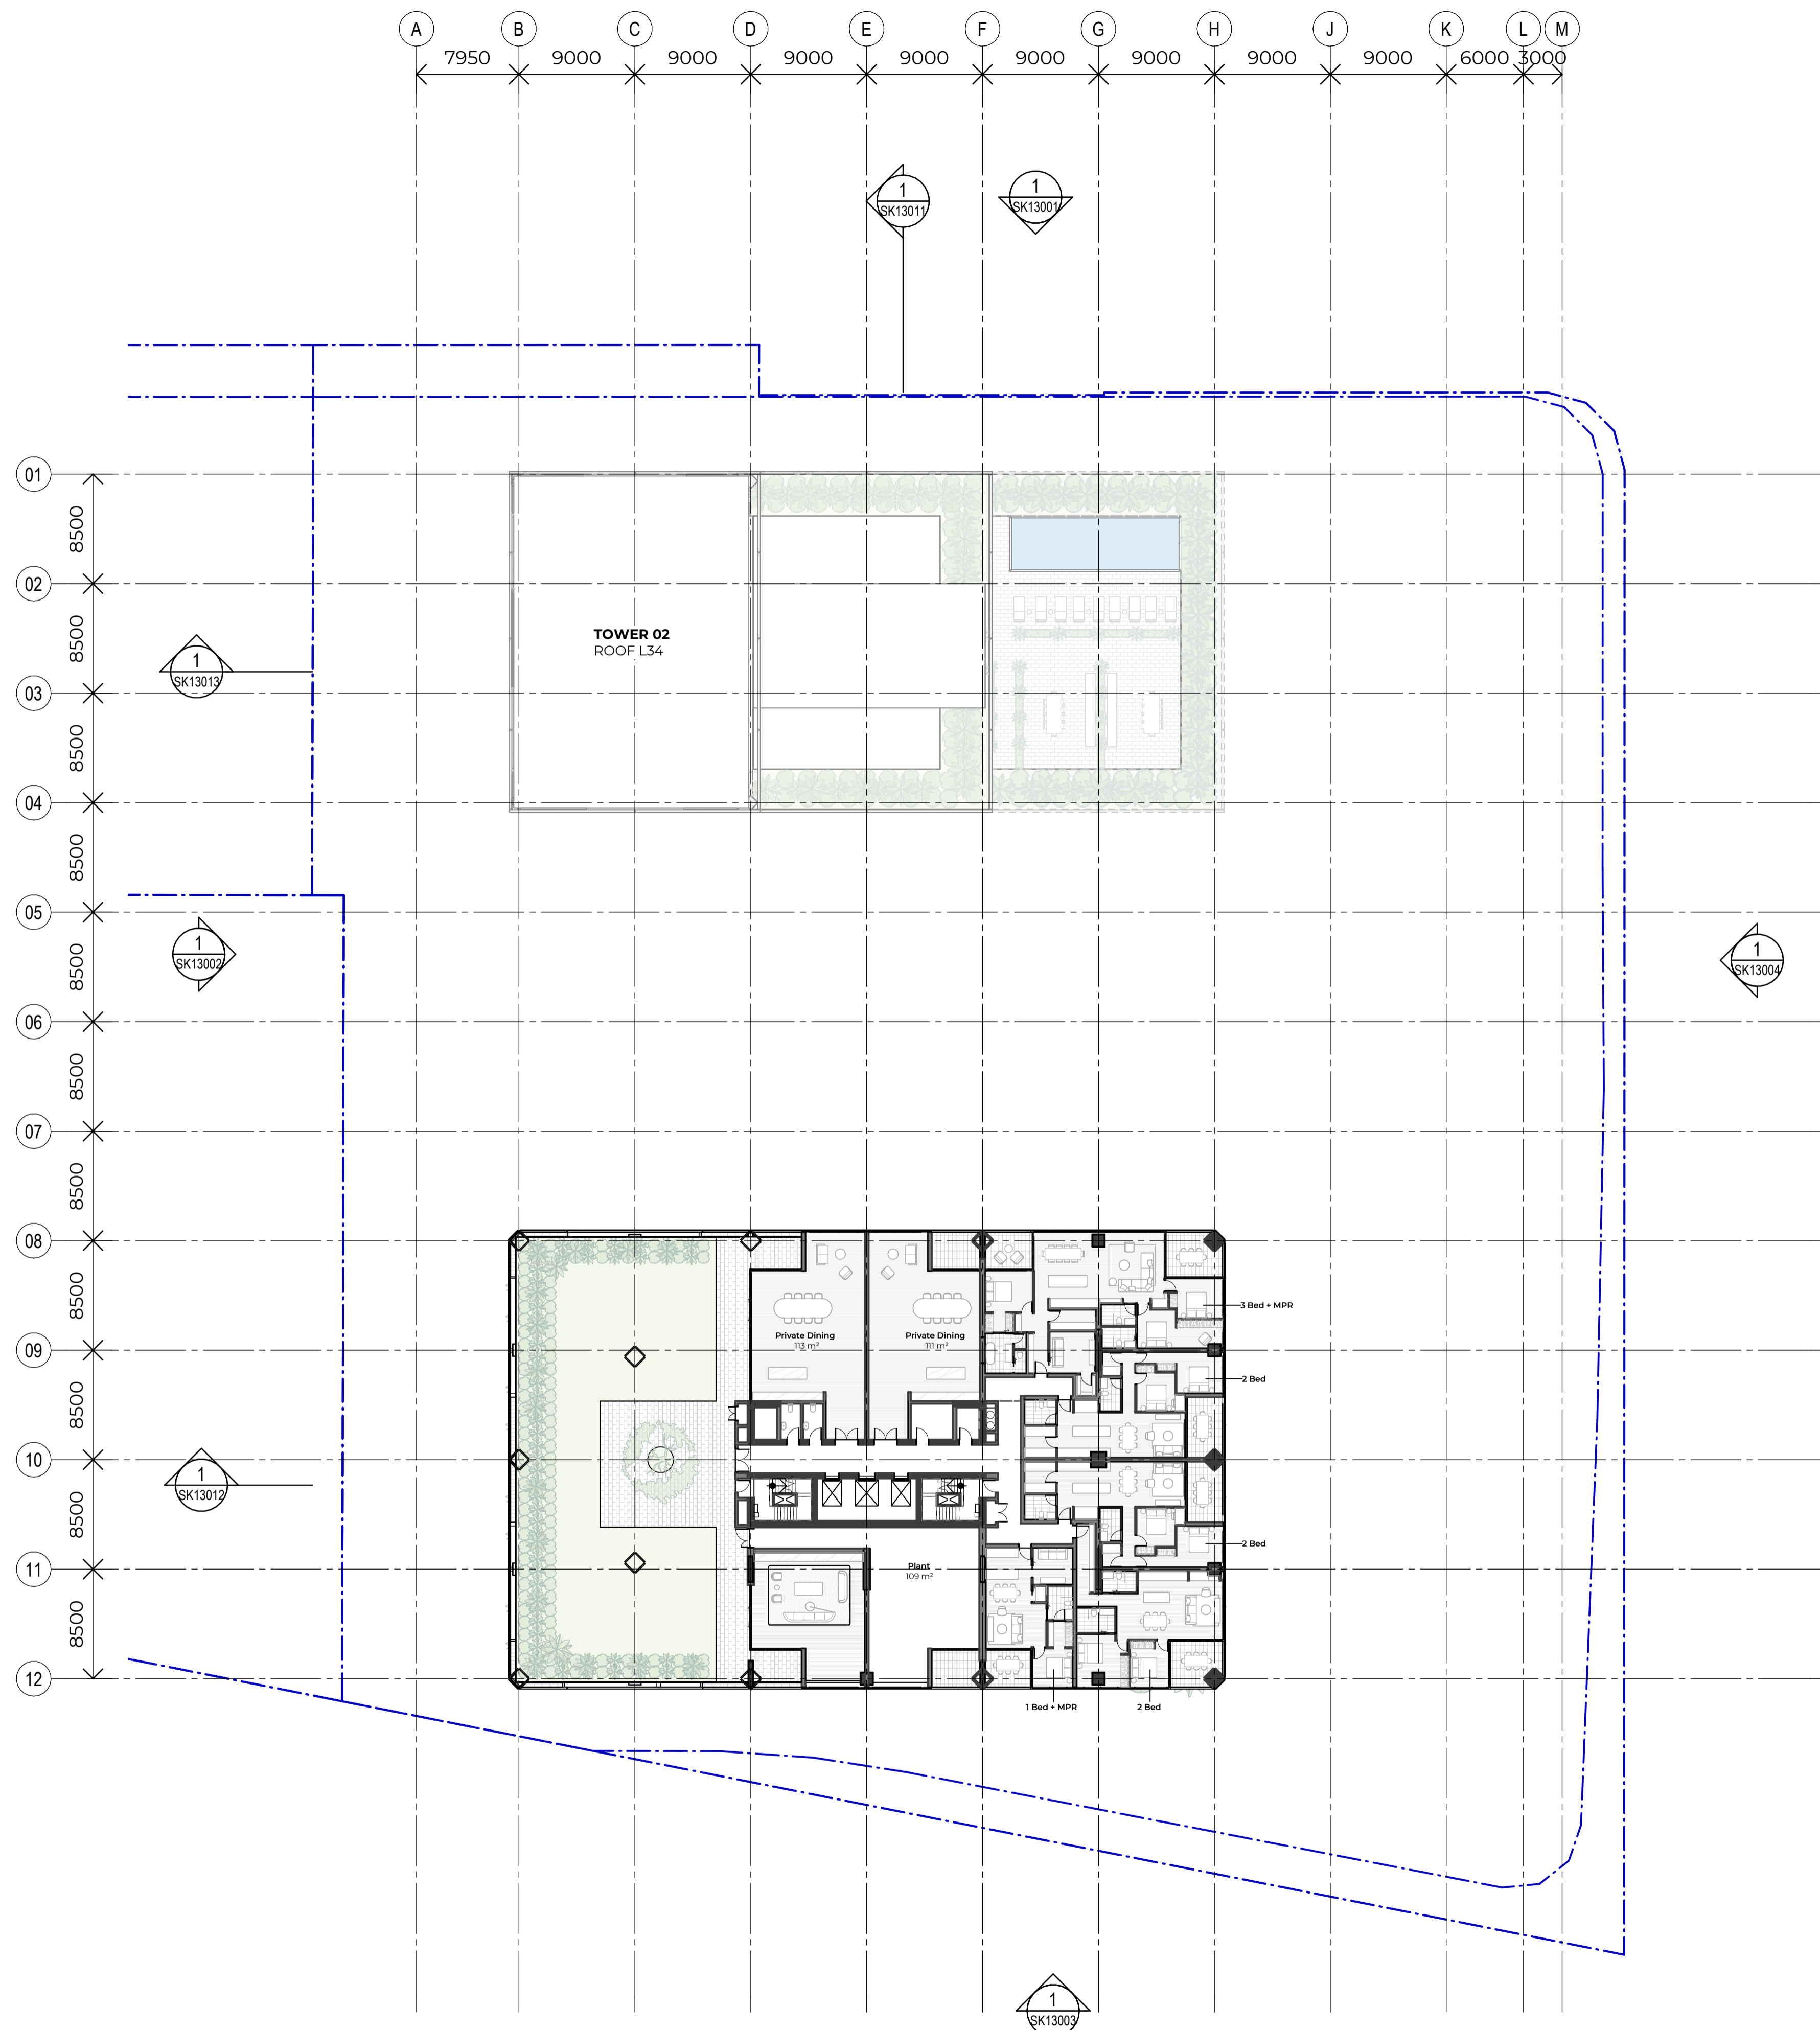 A B C D E F G H J K L M
7950 9000 9000 9000 9000 9000 9000 9000 9000 6000 3000
1
SK13011
1
SK13001
01
8500
02
8500
TOWER 02
ROOF L34
1
SK13013
03
8500
04
8500
05
1
SK13002
1
SK13004
8500
06
8500
07
8500
08
8500
3 Bed + MPR
Private Dining
113 m²
Private Dining
111 m²
09
2 Bed
8500
10
1
SK13012
8500
2 Bed
11
Plant
109 m²
8500
12
1 Bed + MPR
2 Bed
1
SK13003